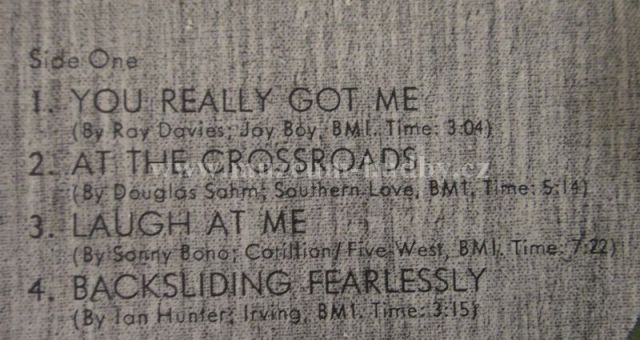 Side One
1. YOU REALLY GOT ME
(By Ray Davies; Jay Boy, BMI. Time: 3:04)
2. AT THE CROSSROADS
(By Douglas Sahm; Southern Love, BMI, Time: 5:14)
3. LAUGH AT ME
(By Sonny Bono; Cotillion/Five-West, BMI. Time: 7:22)
4. BACKSLIDING FEARLESSLY
(By Ian Hunter; Irving, BMI. Time: 3:15)